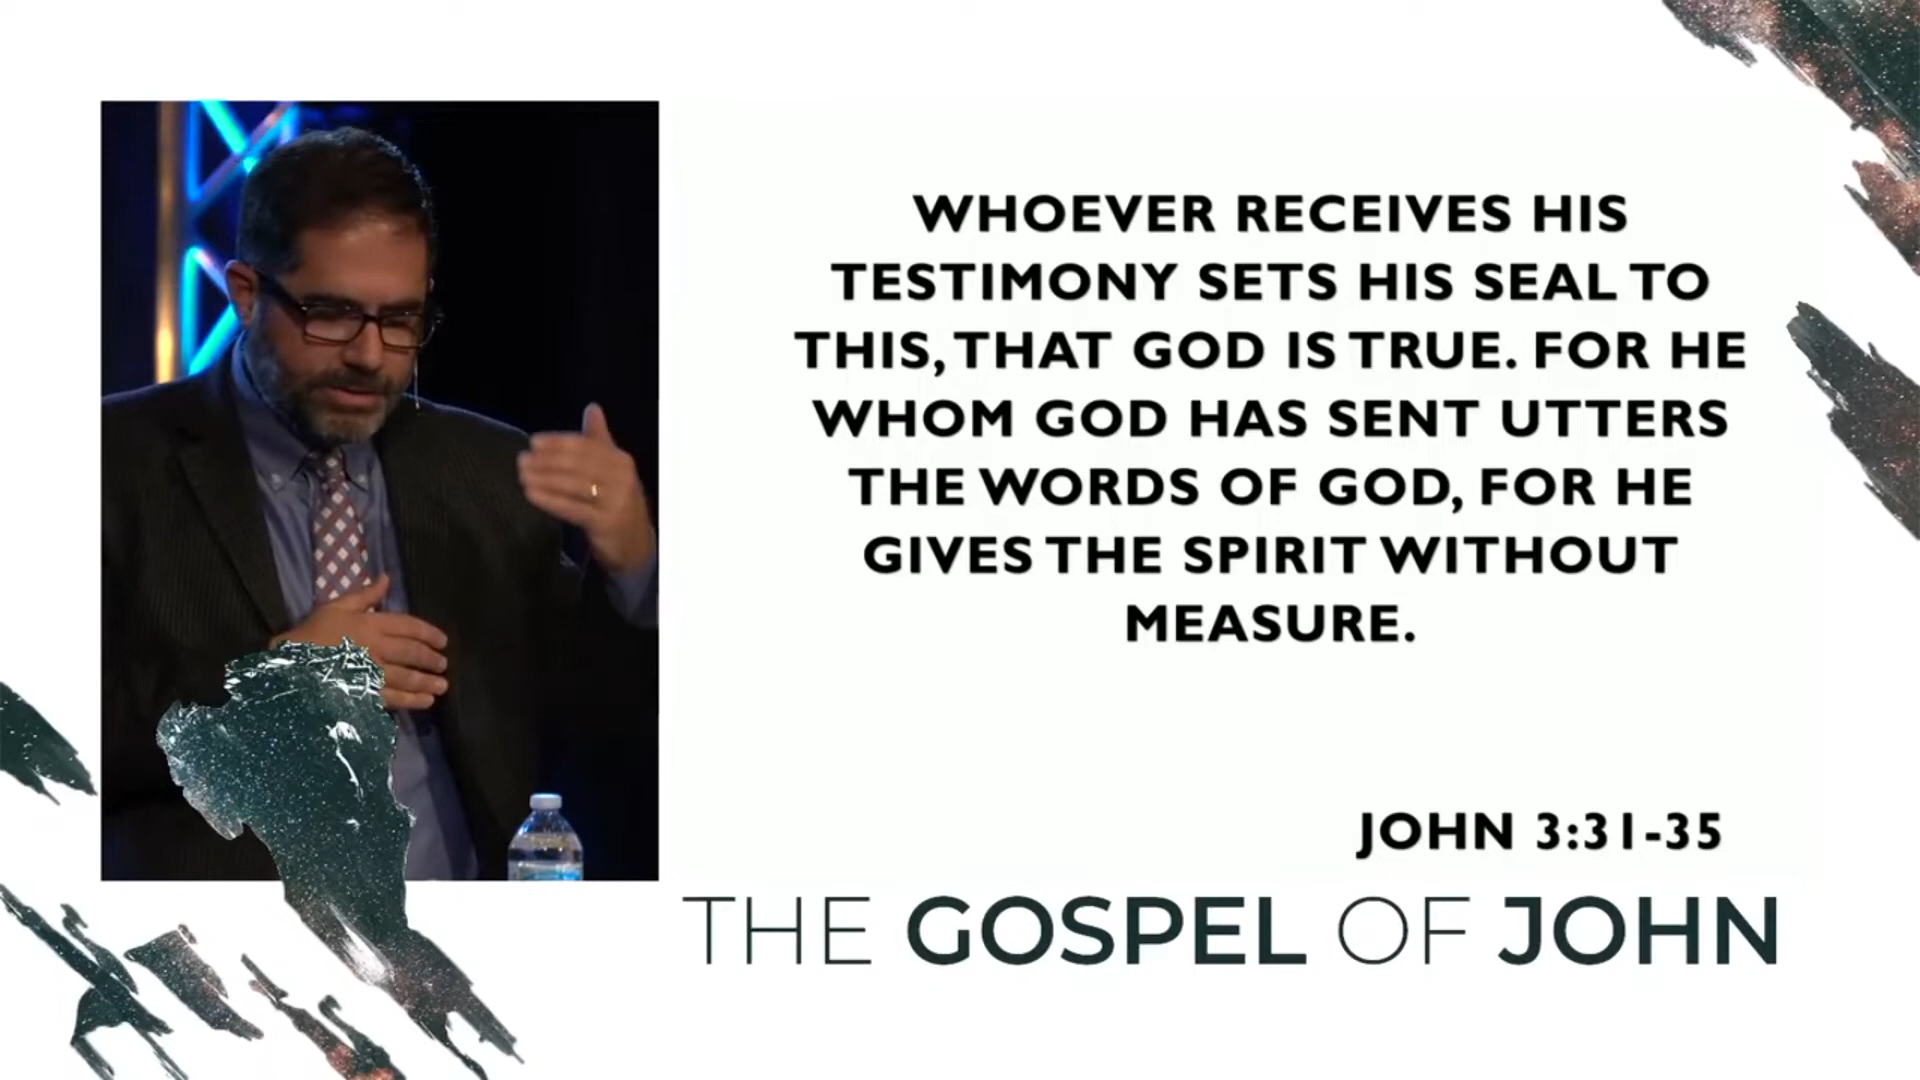 WHOEVER RECEIVES HIS
TESTIMONY SETS HIS SEAL TO
THIS, THAT GOD IS TRUE. FOR HE
WHOM GOD HAS SENT UTTERS
THE WORDS OF GOD, FOR HE
GIVES THE SPIRIT WITHOUT
MEASURE.
JOHN 3:31-35
THE GOSPEL OF JOHN